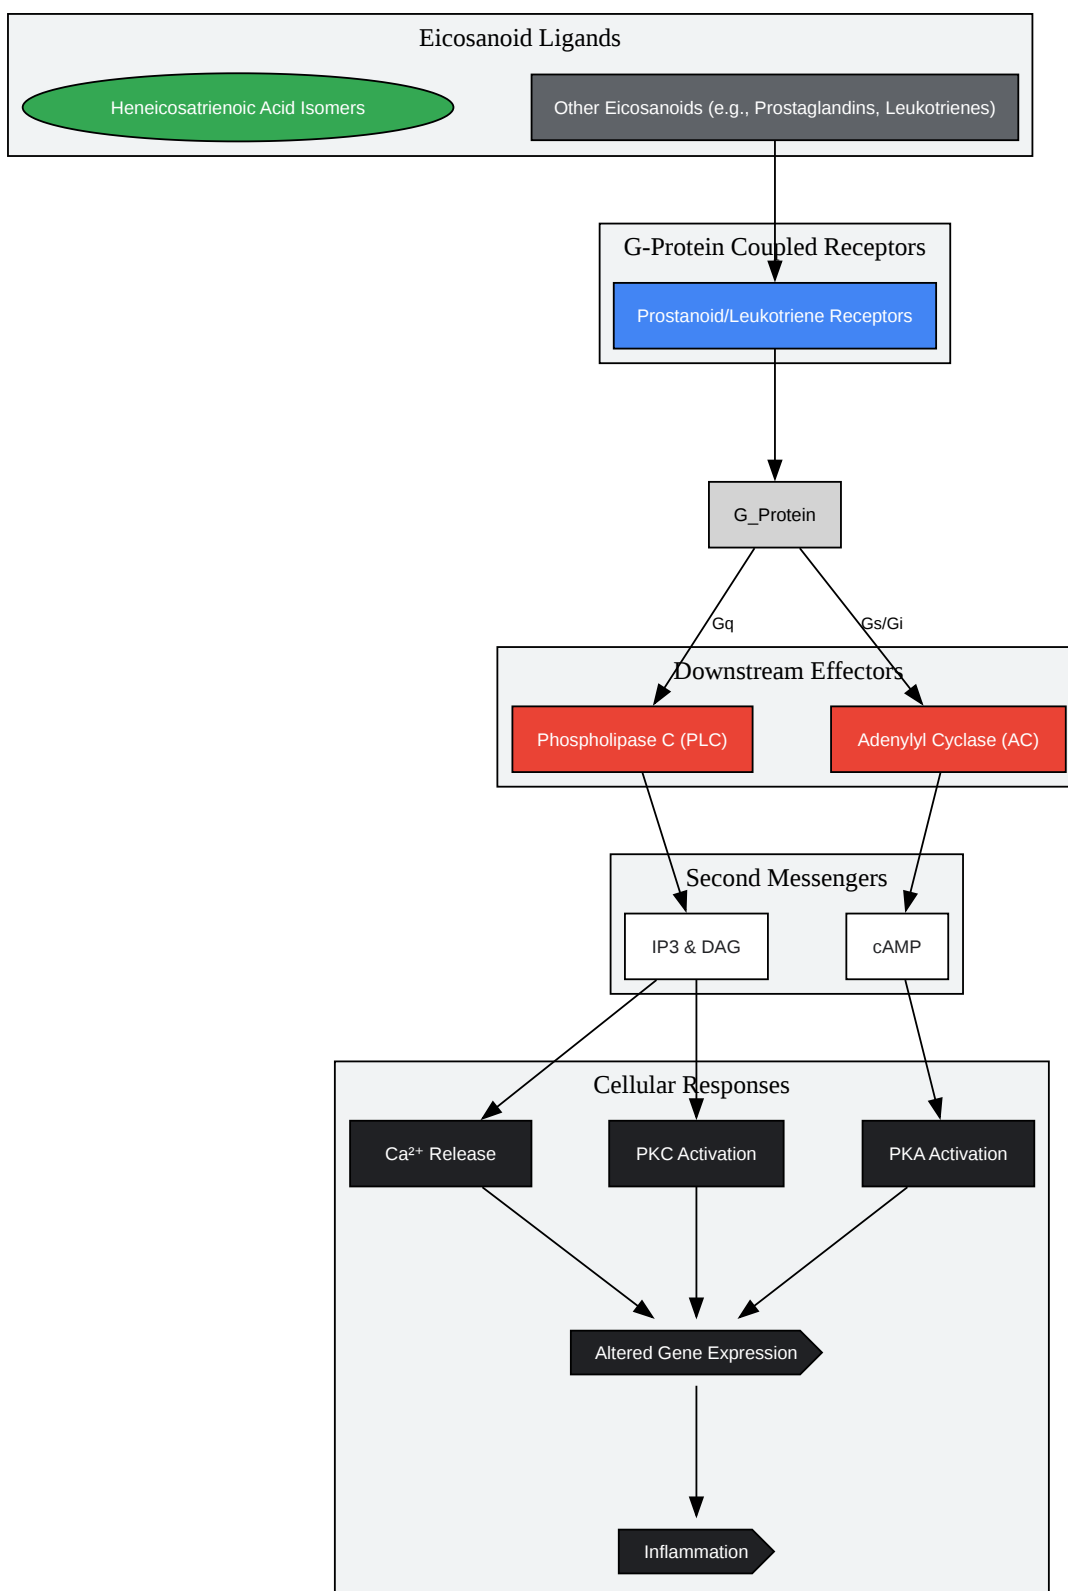 Eicosanoid Ligands
Heneicosatrienoic Acid Isomers
Other Eicosanoids (e.g., Prostaglandins, Leukotrienes)
G-Protein Coupled Receptors
Prostanoid/Leukotriene Receptors
G_Protein
Gq
Gs/Gi
Downstream Effectors
Phospholipase C (PLC)
Adenylyl Cyclase (AC)
Second Messengers
IP3 & DAG
cAMP
Cellular Responses
Ca²⁺ Release
PKC Activation
PKA Activation
Altered Gene Expression
Inflammation